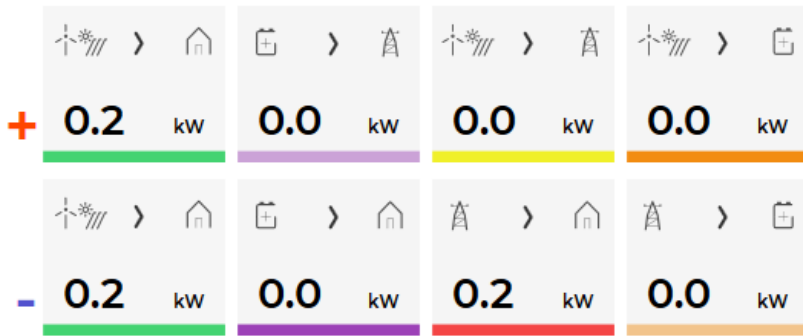 ❯ ❯ ❯ ❯
+ 0.2 kW 0.0 kW 0.0 kW 0.0 kW
❯ ❯ ❯ ❯
- 0.2 kW 0.0 kW 0.2 kW 0.0 kW